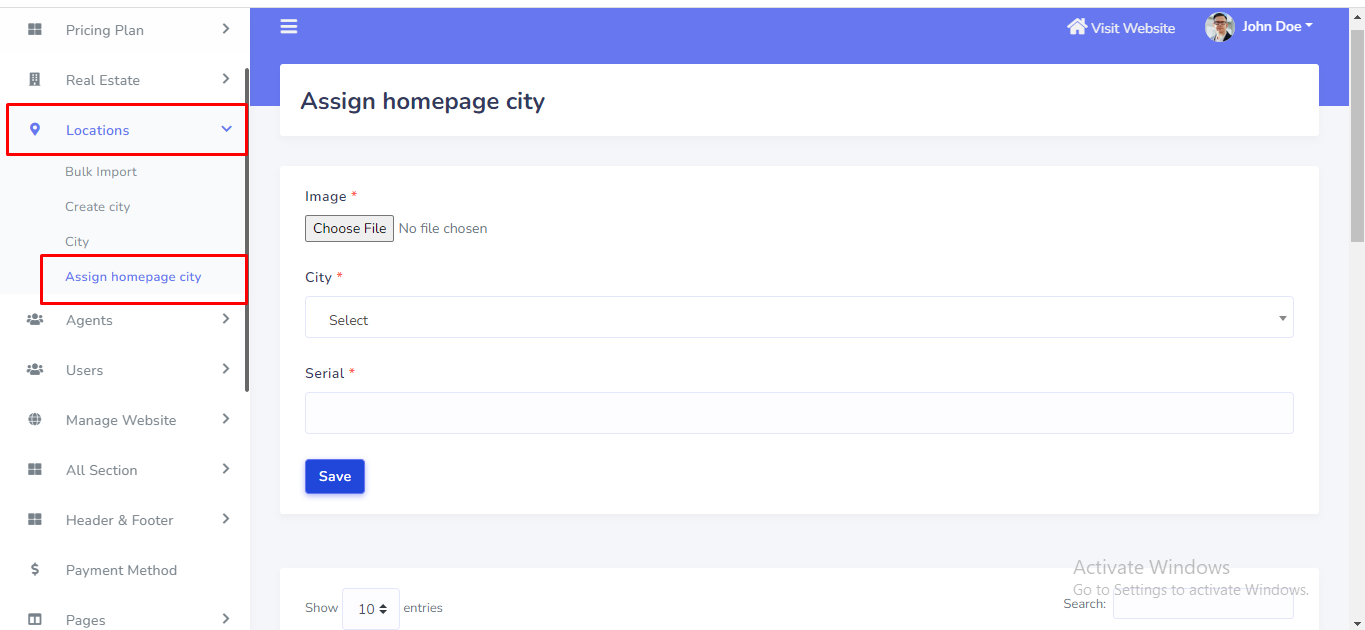 Pricing Plan
Real Estate
Locations
Bulk Import
Create city
City
Assign homepage city
Agents
Users
Manage Website
All Section
Header & Footer
Payment Method
Pages
Visit Website
John Doe
Assign homepage city
Image *
Choose File No file chosen
City *
Select
Serial *
Save
Show 10 entries
Search:
Activate Windows
Go to Settings to activate Windows.